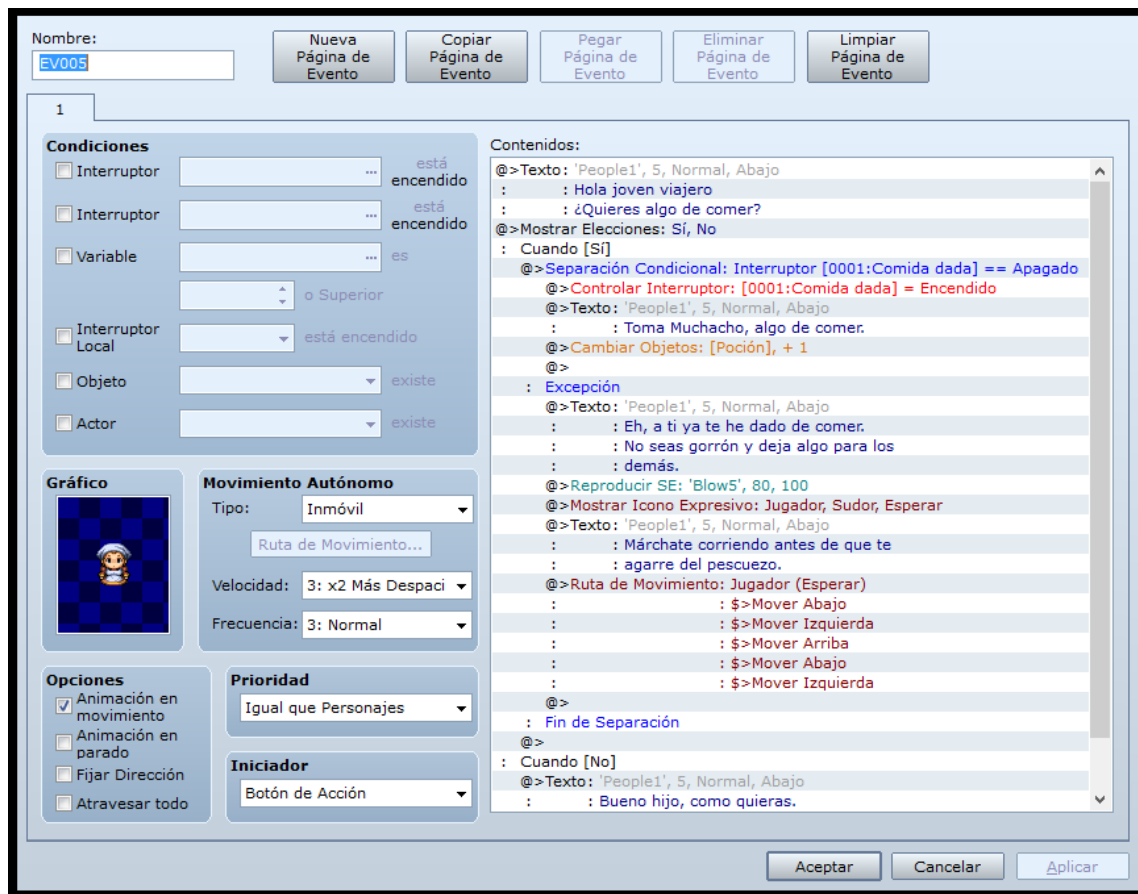 Nombre:
EV005
Nueva Página de Evento
Copiar Página de Evento
Pegar Página de Evento
Eliminar Página de Evento
Limpiar Página de Evento
1
Condiciones
Interruptor ... está encendido
Interruptor ... está encendido
Variable ... es
o Superior
Interruptor Local está encendido
Objeto existe
Actor existe
Gráfico
Movimiento Autónomo
Tipo: Inmóvil
Ruta de Movimiento...
Velocidad: 3: x2 Más Despaci
Frecuencia: 3: Normal
Opciones
Animación en movimiento
Animación en parado
Fijar Dirección
Atravesar todo
Prioridad
Igual que Personajes
Iniciador
Botón de Acción
Contenidos:
@>Texto: 'People1', 5, Normal, Abajo
: : Hola joven viajero
: : ¿Quieres algo de comer?
@>Mostrar Elecciones: Sí, No
: Cuando [Sí]
@>Separación Condicional: Interruptor [0001:Comida dada] == Apagado
@>Controlar Interruptor: [0001:Comida dada] = Encendido
@>Texto: 'People1', 5, Normal, Abajo
: : Toma Muchacho, algo de comer.
@>Cambiar Objetos: [Poción], + 1
@>
: Excepción
@>Texto: 'People1', 5, Normal, Abajo
: : Eh, a ti ya te he dado de comer.
: : No seas gorrón y deja algo para los
: : demás.
@>Reproducir SE: 'Blow5', 80, 100
@>Mostrar Icono Expresivo: Jugador, Sudor, Esperar
@>Texto: 'People1', 5, Normal, Abajo
: : Márchate corriendo antes de que te
: : agarre del pescuezo.
@>Ruta de Movimiento: Jugador (Esperar)
: : $>Mover Abajo
: : $>Mover Izquierda
: : $>Mover Arriba
: : $>Mover Abajo
: : $>Mover Izquierda
@>
: Fin de Separación
@>
: Cuando [No]
@>Texto: 'People1', 5, Normal, Abajo
: : Bueno hijo, como quieras.
Aceptar
Cancelar
Aplicar